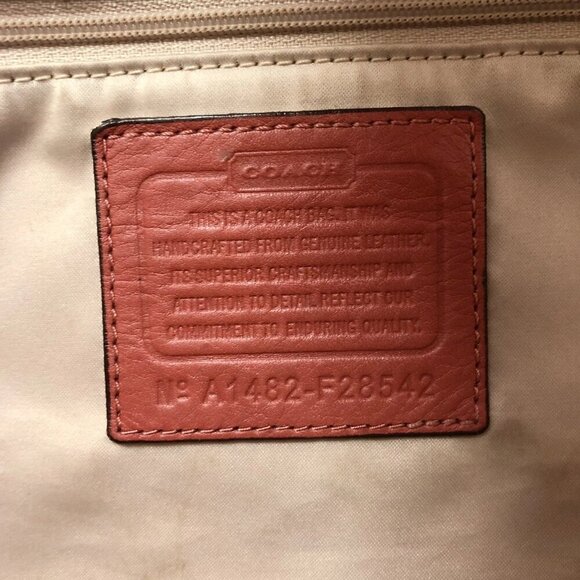 COACH
THIS IS A COACH BAG. IT WAS
HANDCRAFTED FROM GENUINE LEATHER.
ITS SUPERIOR CRAFTSMANSHIP AND
ATTENTION TO DETAIL REFLECT OUR
COMMITMENT TO ENDURING QUALITY.
Nº A1482-F28542